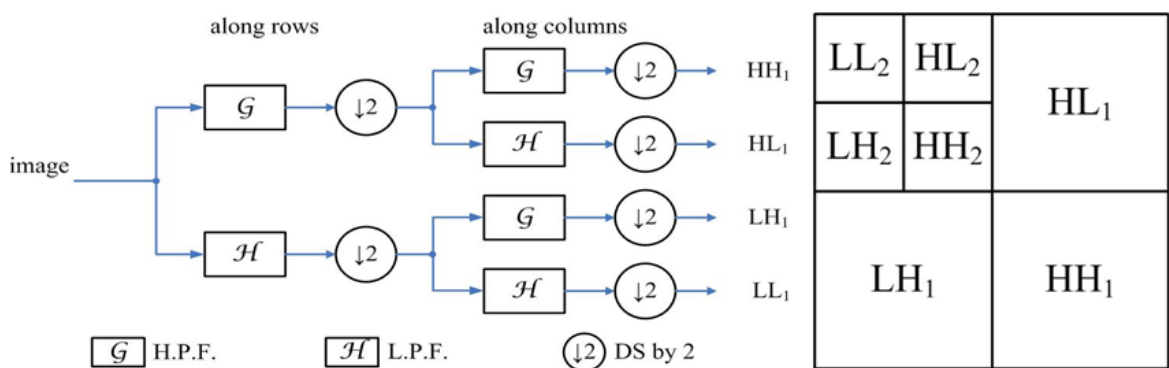 along rows
along columns
G
↓2
G
↓2
HH₁
H
↓2
HL₁
image
H
↓2
G
↓2
LH₁
H
↓2
LL₁
G H.P.F.
H L.P.F.
↓2 DS by 2
LL₂ HL₂
HL₁
LH₂ HH₂
LH₁ HH₁